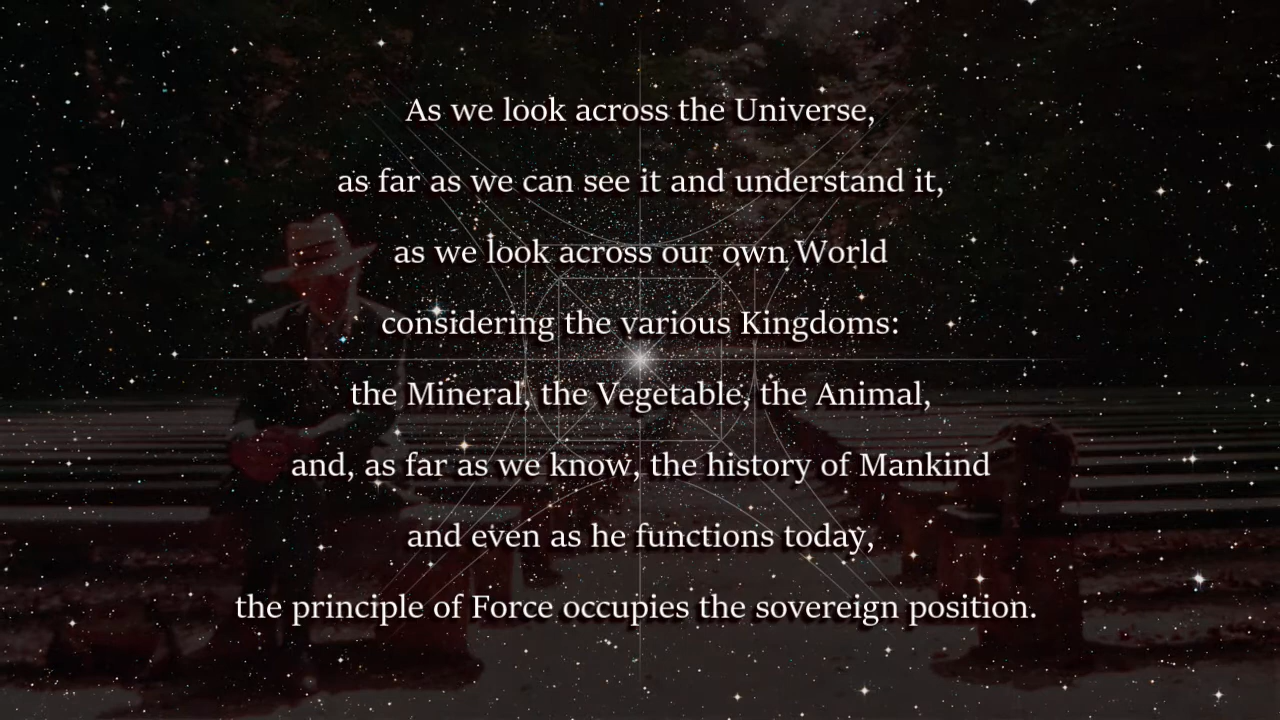 As we look across the Universe,
as far as we can see it and understand it,
as we look across our own World
considering the various Kingdoms:
the Mineral, the Vegetable, the Animal,
and, as far as we know, the history of Mankind
and even as he functions today,
the principle of Force occupies the sovereign position.